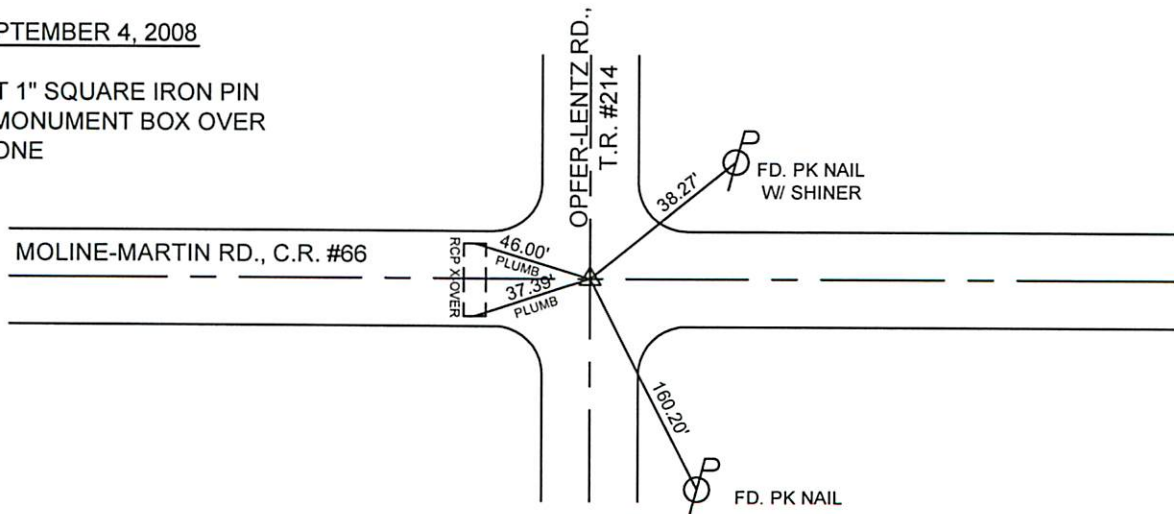 PTEMBER 4, 2008
T 1" SQUARE IRON PIN
MONUMENT BOX OVER
ONE
OPFER-LENTZ RD.,
T.R. #214
38.27'
P
FD. PK NAIL
W/ SHINER
MOLINE-MARTIN RD., C.R. #66
RCP X-OVER
46.00'
PLUMB
37.39'
PLUMB
160.20'
P
FD. PK NAIL